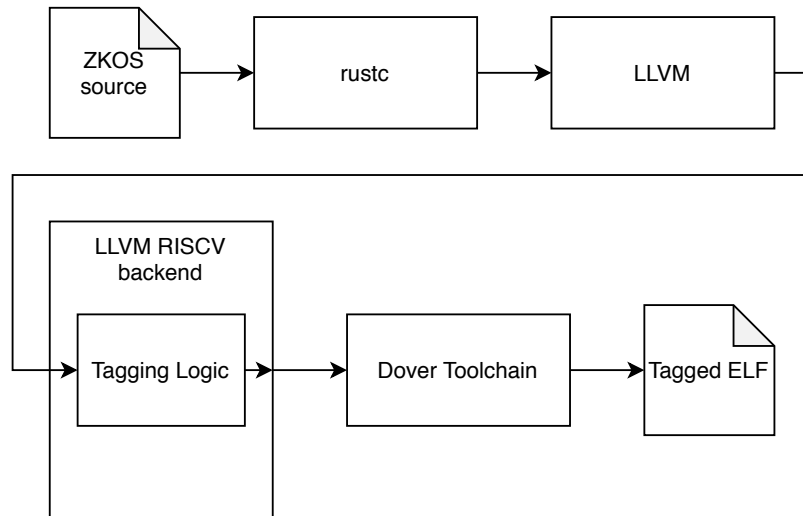 ZKOS
source
rustc
LLVM
LLVM RISCV
backend
Tagging Logic
Dover Toolchain
Tagged ELF